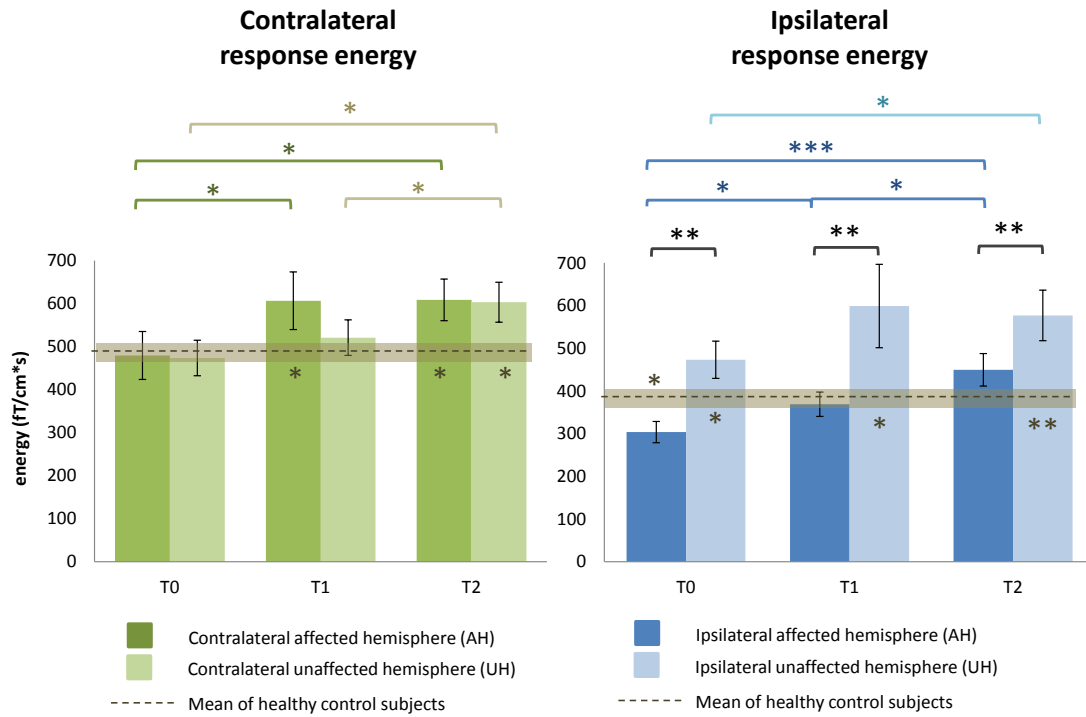 Contralateral
response energy
*
*
*
*
700
600
500
400
300
200
100
0
energy (fT/cm*s)
*
*
*
T0
T1
T2
Contralateral affected hemisphere (AH)
Contralateral unaffected hemisphere (UH)
Mean of healthy control subjects
Ipsilateral
response energy
*
***
*
*
**
**
**
700
600
500
400
300
200
100
0
*
*
*
**
T0
T1
T2
Ipsilateral affected hemisphere (AH)
Ipsilateral unaffected hemisphere (UH)
Mean of healthy control subjects